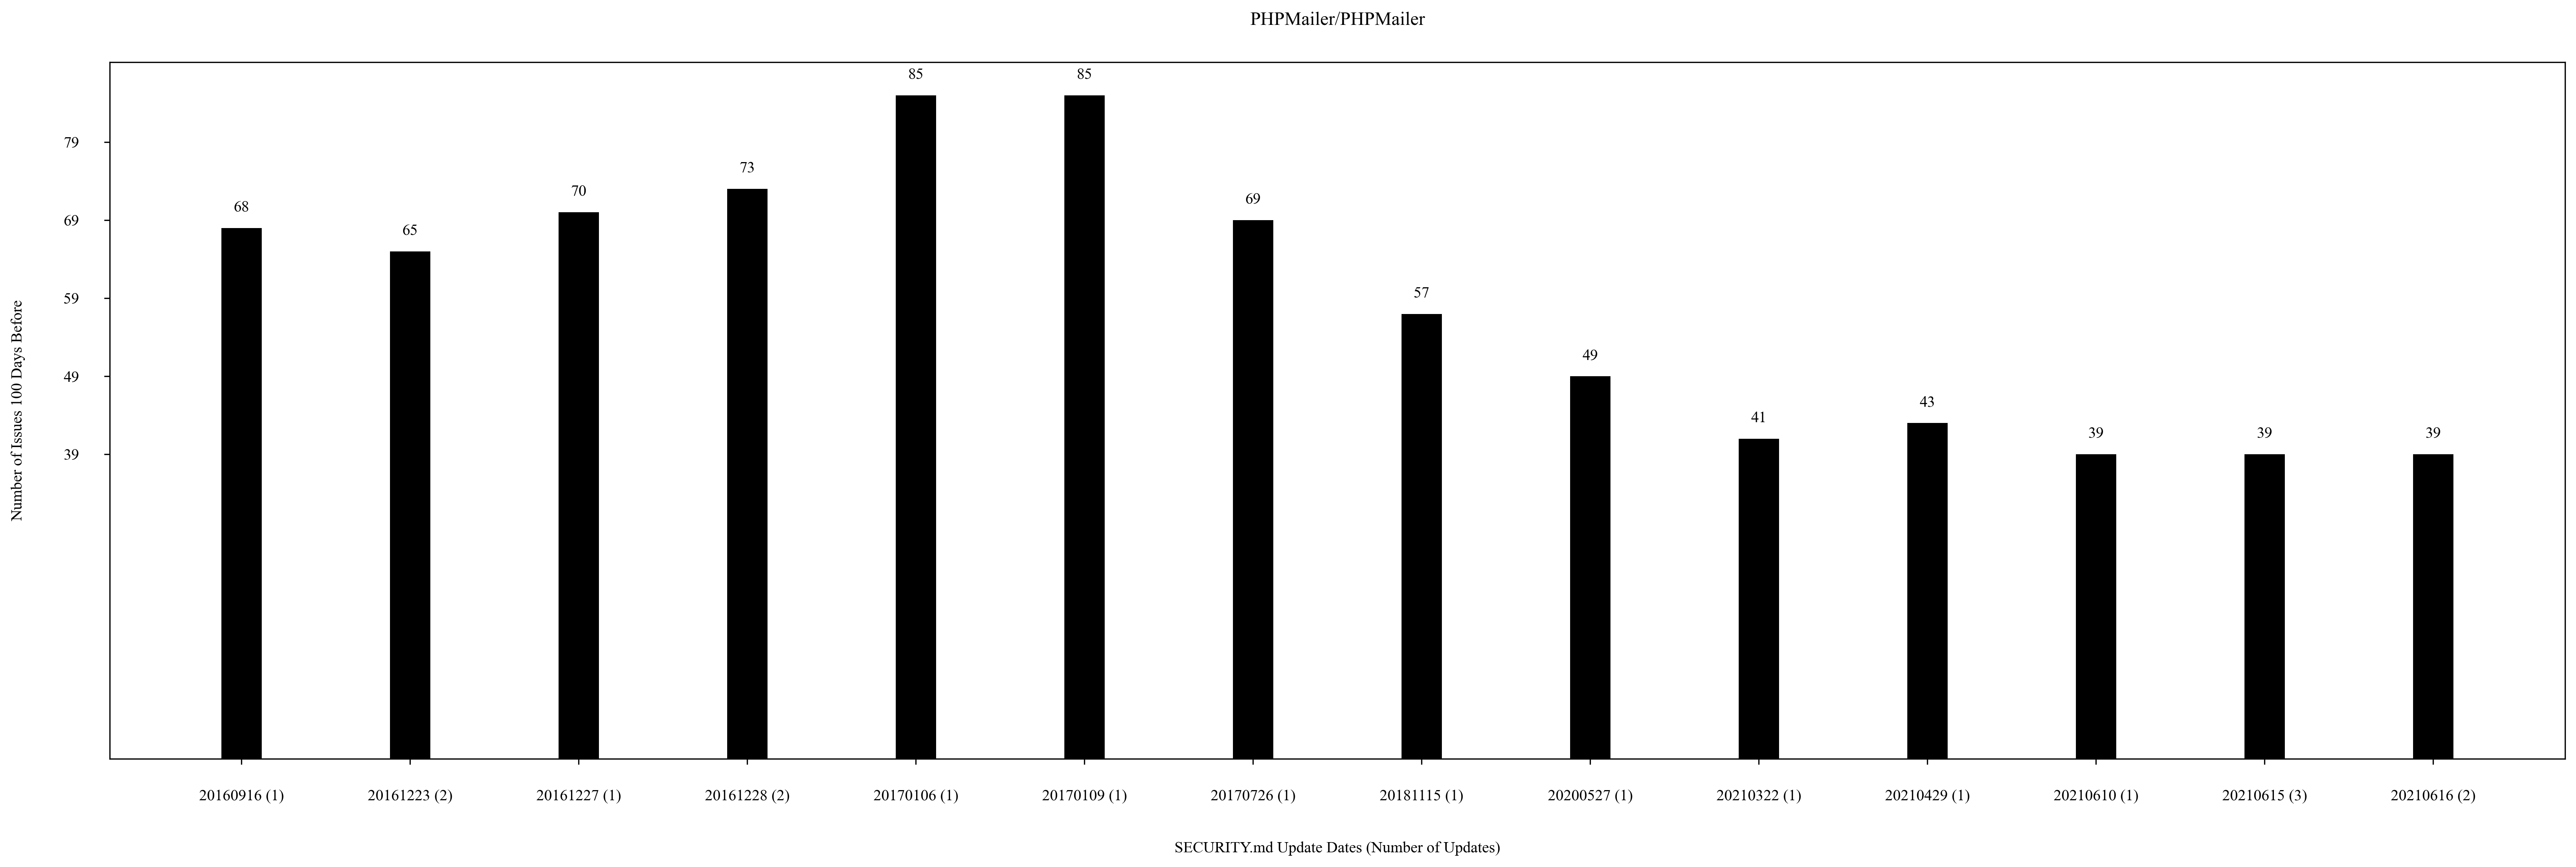 PHPMailer/PHPMailer
85 85
79
73
70
69 69
68
65
59
57
49 49
43
41
39 39 39 39
Number of Issues 100 Days Before
20160916 (1) 20161223 (2) 20161227 (1) 20161228 (2) 20170106 (1) 20170109 (1) 20170726 (1) 20181115 (1) 20200527 (1) 20210322 (1) 20210429 (1) 20210610 (1) 20210615 (3) 20210616 (2)
SECURITY.md Update Dates (Number of Updates)